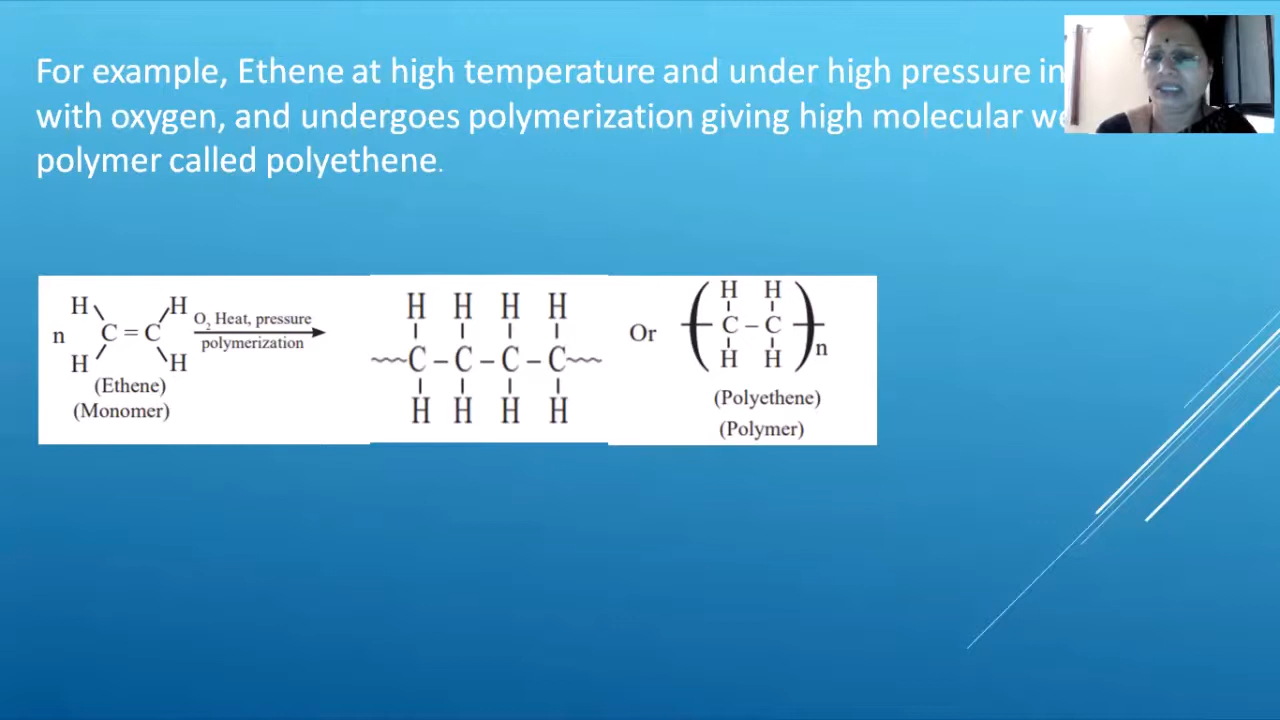 For example, Ethene at high temperature and under high pressure in
with oxygen, and undergoes polymerization giving high molecular
polymer called polyethene.
H H O2 Heat, pressure
n C = C polymerization
H H
(Ethene)
(Monomer)
H H H H
C – C – C – C
H H H H
Or
H H
( C – C )n
H H
(Polyethene)
(Polymer)